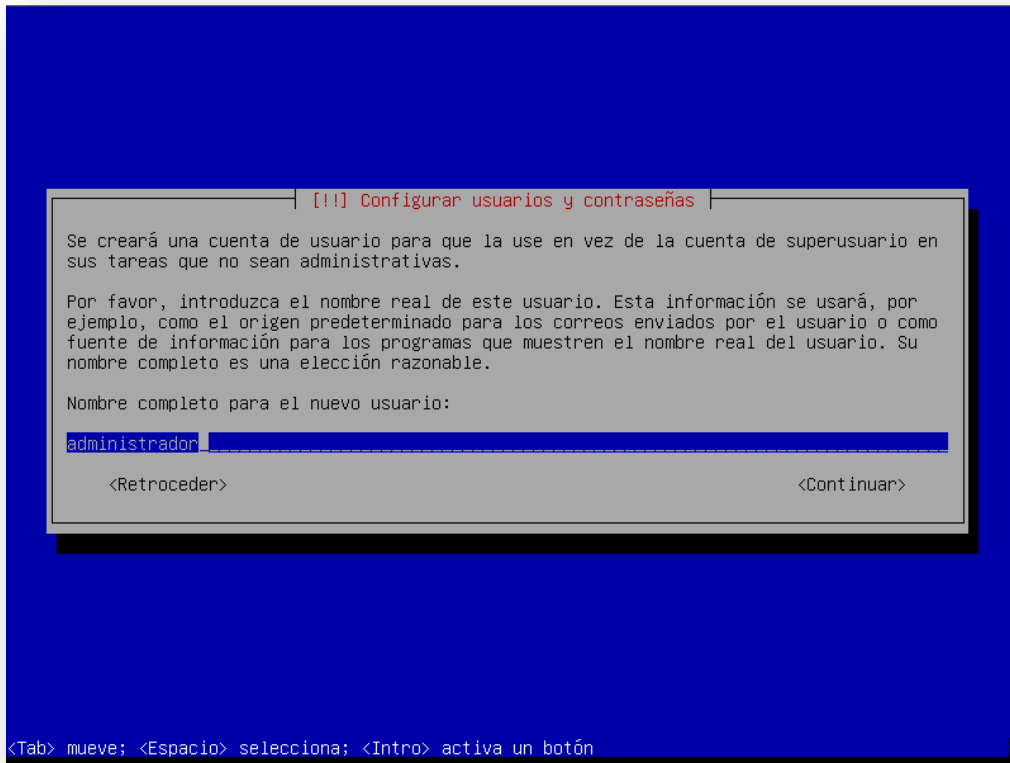 [!!] Configurar usuarios y contraseñas
Se creará una cuenta de usuario para que la use en vez de la cuenta de superusuario en
sus tareas que no sean administrativas.
Por favor, introduzca el nombre real de este usuario. Esta información se usará, por
ejemplo, como el origen predeterminado para los correos enviados por el usuario o como
fuente de información para los programas que muestren el nombre real del usuario. Su
nombre completo es una elección razonable.
Nombre completo para el nuevo usuario:
administrador
<Retroceder> <Continuar>
<Tab> mueve; <Espacio> selecciona; <Intro> activa un botón